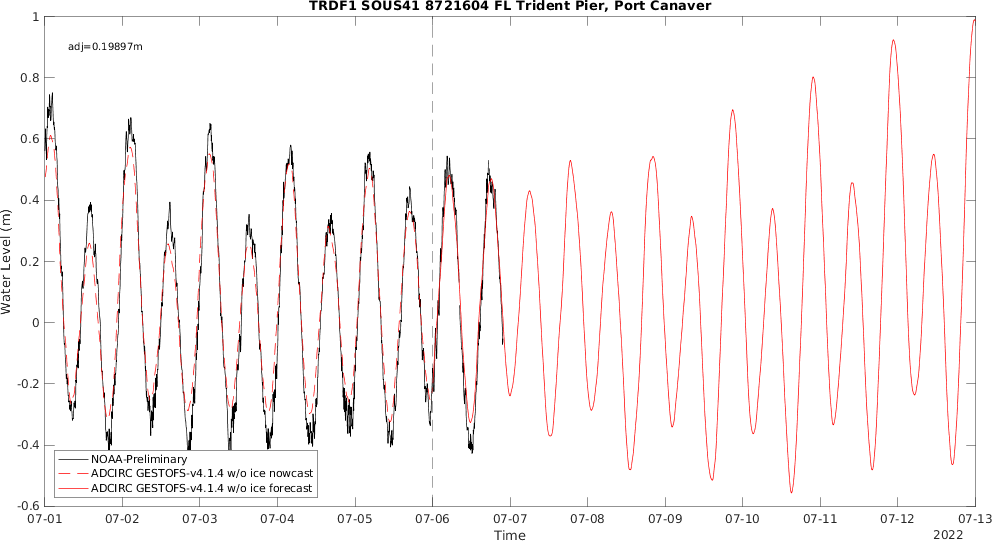 TRDF1 SOUS41 8721604 FL Trident Pier, Port Canaver
adj=0.19897m
Water Level (m)
1
0.8
0.6
0.4
0.2
0
-0.2
-0.4
-0.6
NOAA-Preliminary
ADCIRC GESTOFS-v4.1.4 w/o ice nowcast
ADCIRC GESTOFS-v4.1.4 w/o ice forecast
07-01 07-02 07-03 07-04 07-05 07-06 07-07 07-08 07-09 07-10 07-11 07-12 07-13
Time
2022